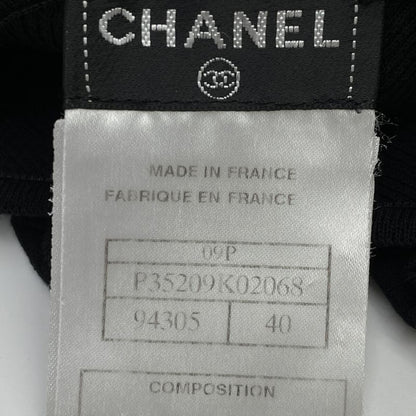 CHANEL
MADE IN FRANCE
FABRIQUE EN FRANCE
09P
P35209K02068
94305 40
COMPOSITION